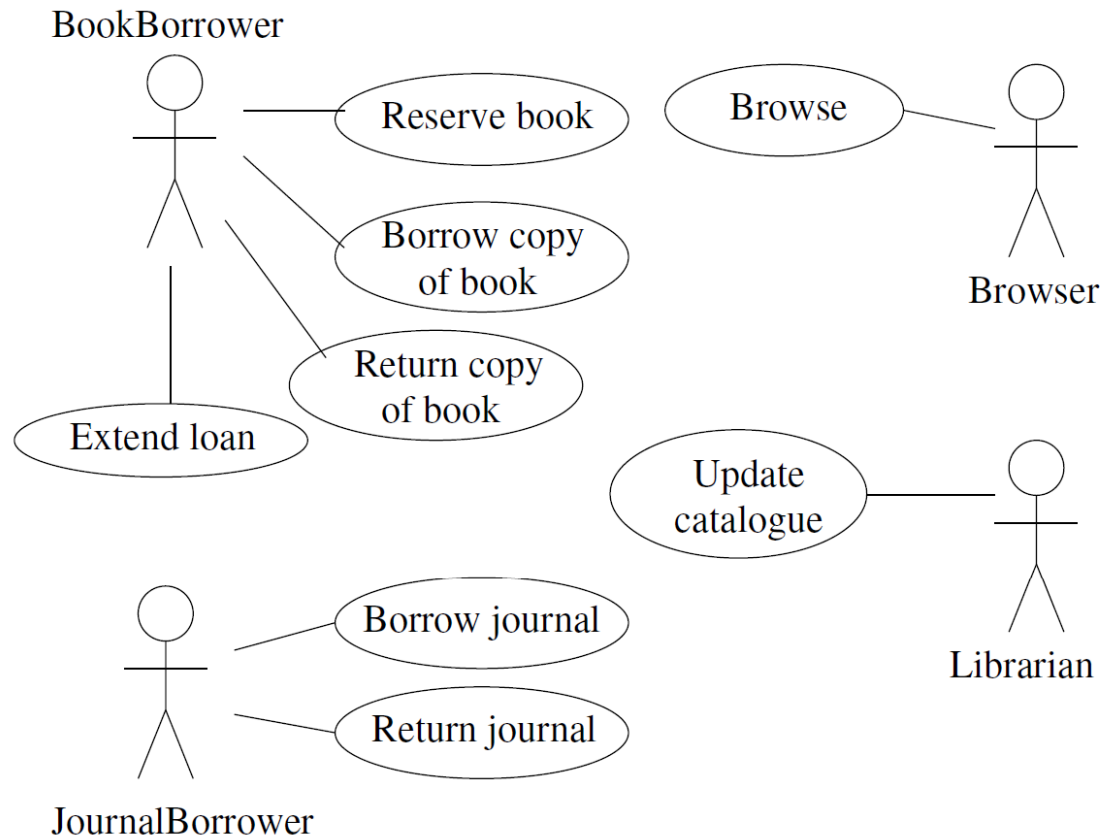 BookBorrower
Reserve book
Browse
Borrow copy
of book
Browser
Return copy
of book
Extend loan
Update
catalogue
Borrow journal
Librarian
Return journal
JournalBorrower